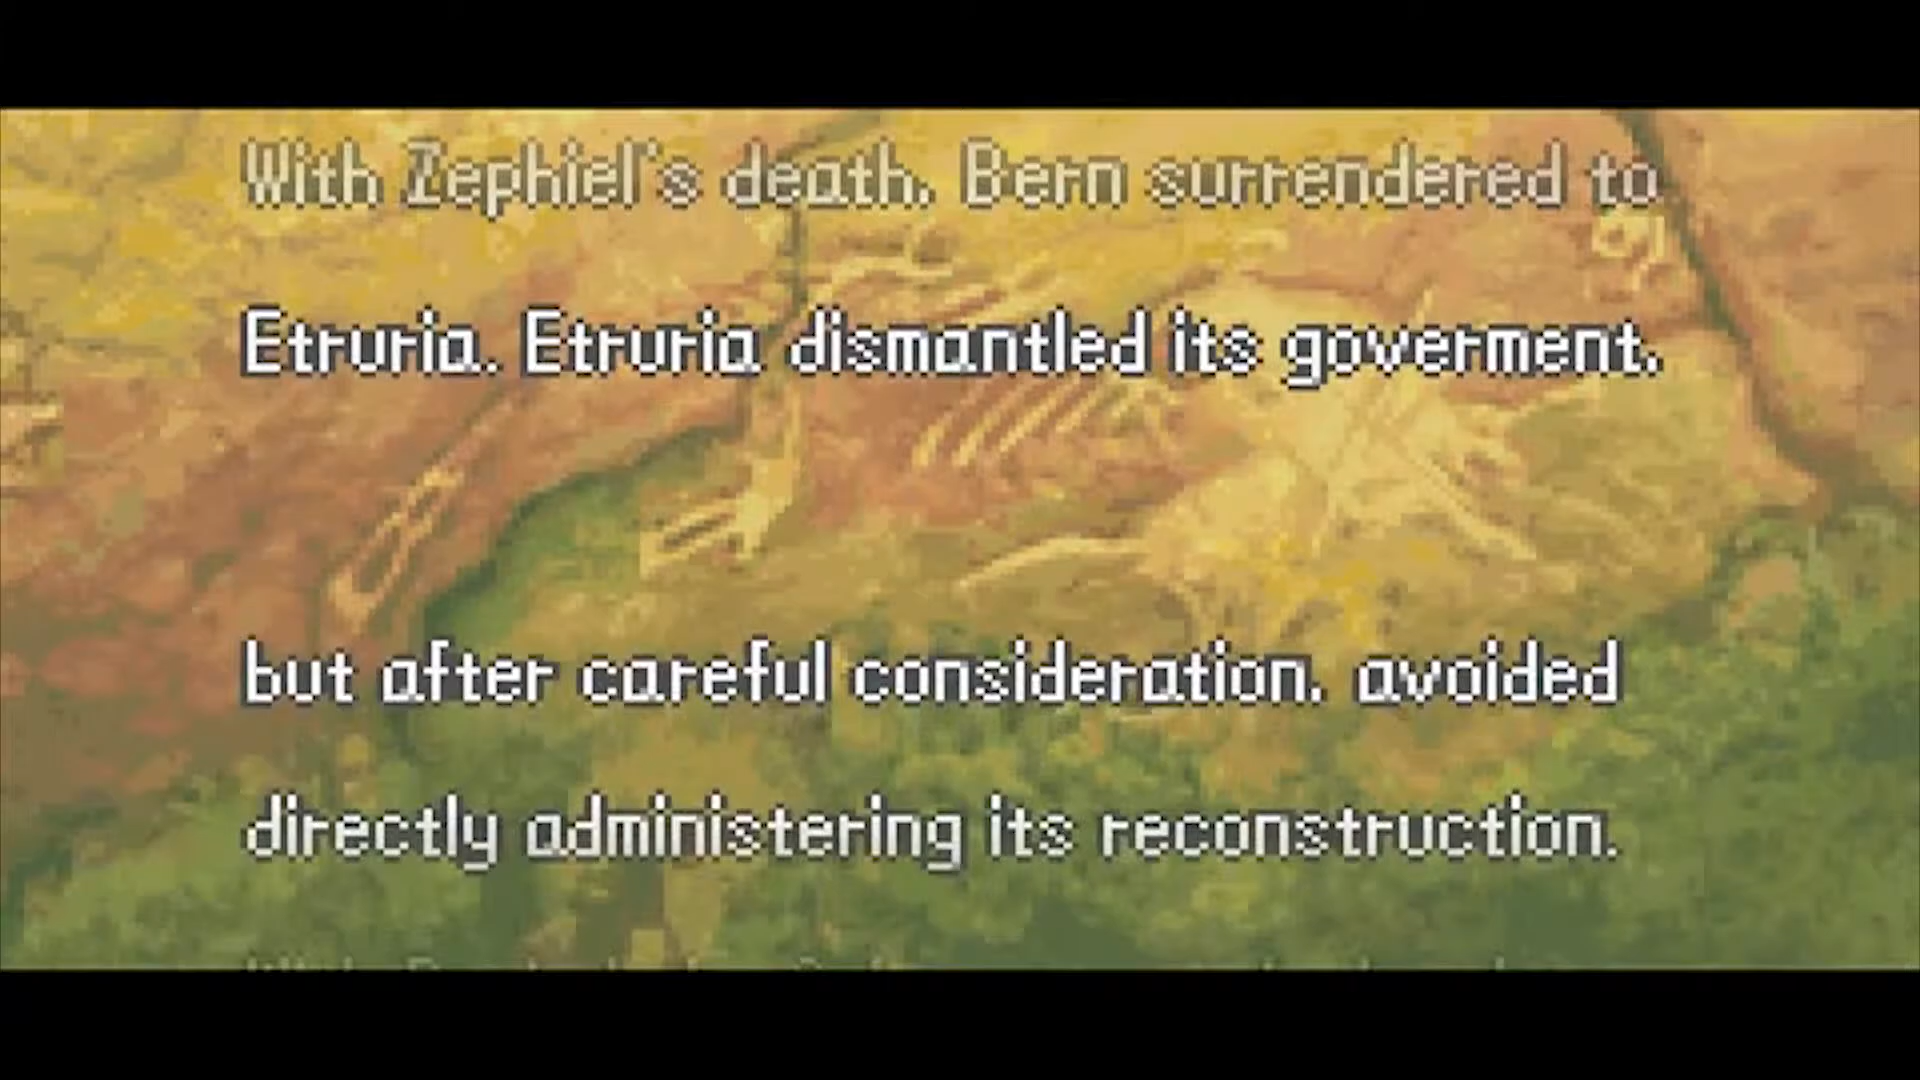 With Zephiel's death. Bern surrendered to
Etruria. Etruria dismantled its goverment.
but after careful consideration. avoided
directly administering its reconstruction.